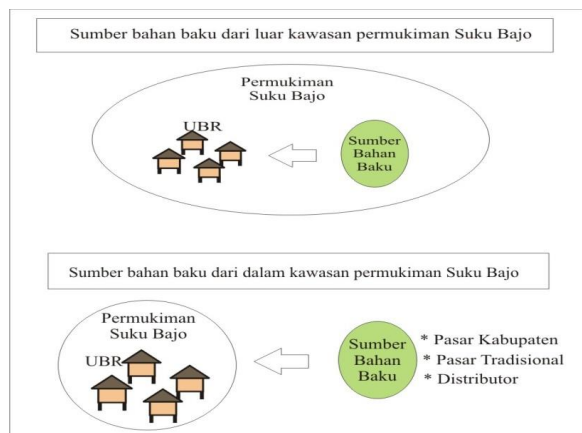 Sumber bahan baku dari luar kawasan permukiman Suku Bajo
Permukiman
Suku Bajo
UBR
Sumber
Bahan
Baku
Sumber bahan baku dari dalam kawasan permukiman Suku Bajo
Permukiman
Suku Bajo
UBR
Sumber
Bahan
Baku
* Pasar Kabupaten
* Pasar Tradisional
* Distributor